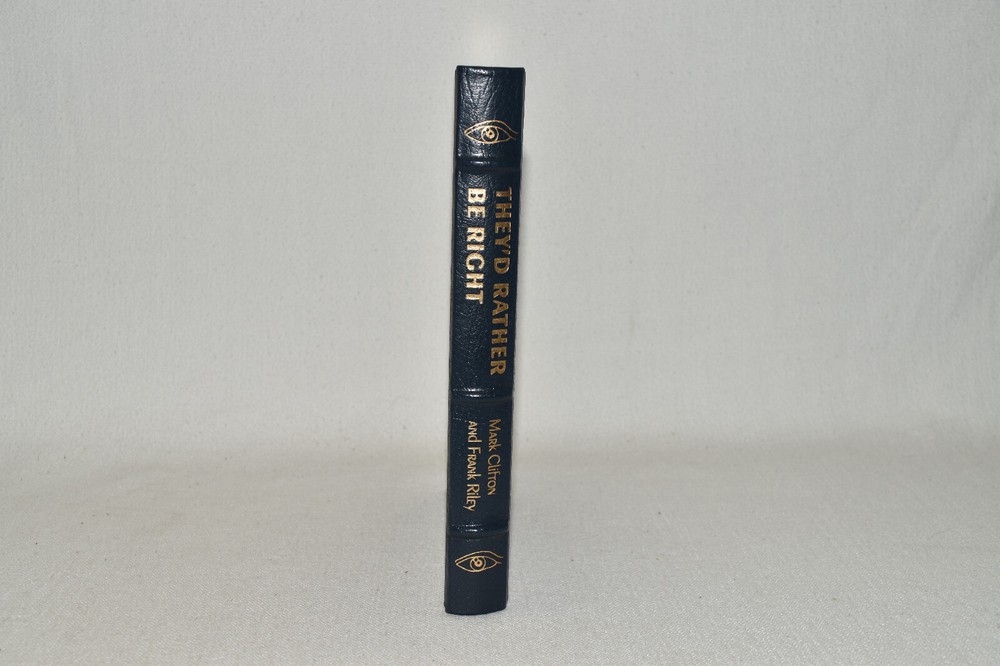 THEY'D RATHER
BE RIGHT
MARK CLIFTON
AND FRANK RILEY